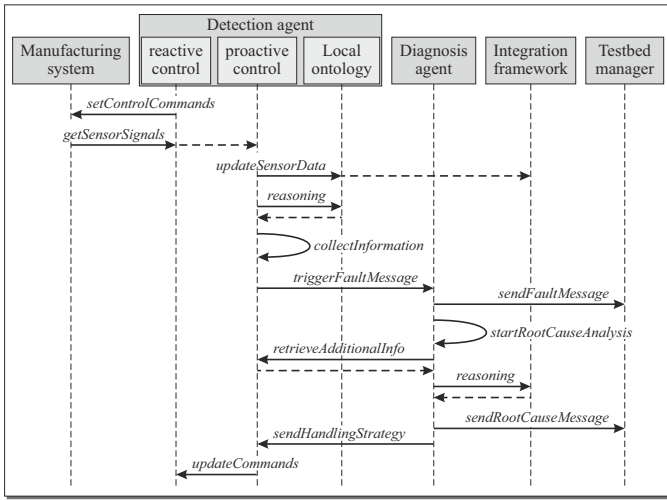 Detection agent
Manufacturing system
reactive control
proactive control
Local ontology
Diagnosis agent
Integration framework
Testbed manager
setControlCommands
getSensorSignals
updateSensorData
reasoning
collectInformation
triggerFaultMessage
sendFaultMessage
startRootCauseAnalysis
retrieveAdditionalInfo
reasoning
sendRootCauseMessage
sendHandlingStrategy
updateCommands